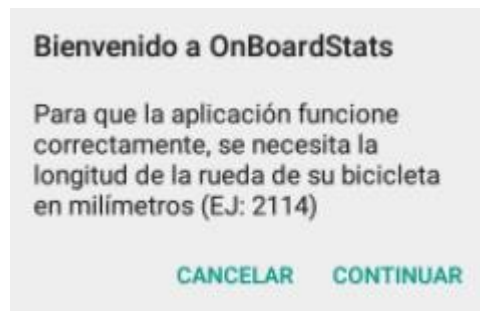 Bienvenido a OnBoardStats
Para que la aplicación funcione
correctamente, se necesita la
longitud de la rueda de su bicicleta
en milímetros (EJ: 2114)
CANCELAR CONTINUAR